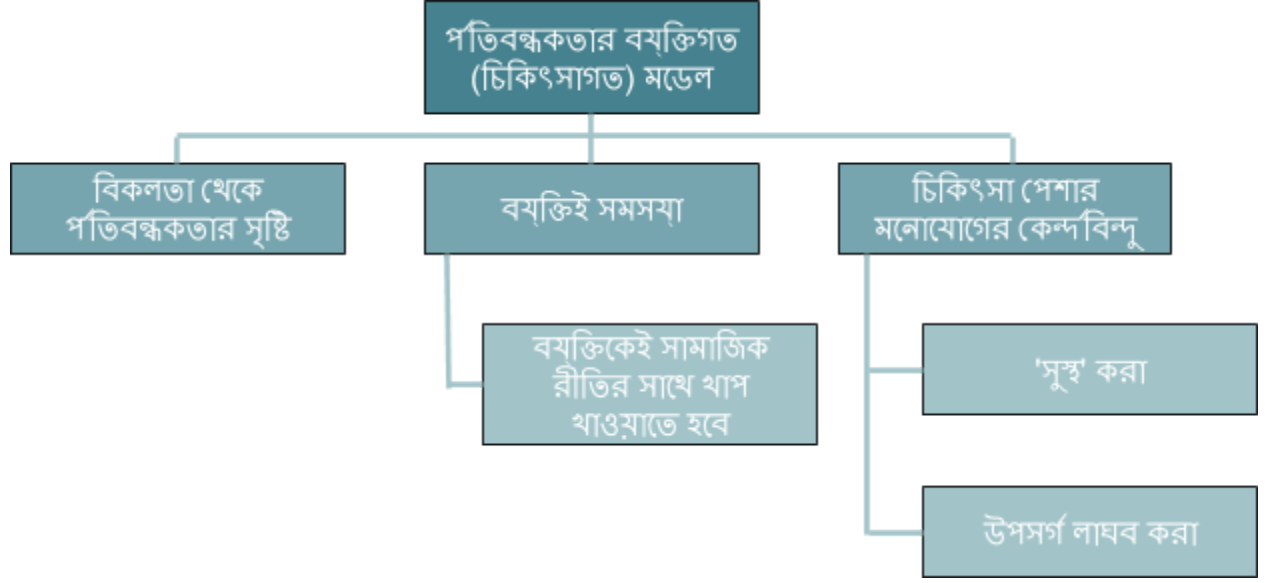 প্রতিবন্ধকতার ব্যক্তিগত
(চিকিৎসাগত) মডেল
বিকলতা থেকে
প্রতিবন্ধকতার সৃষ্টি
ব্যক্তিই সমস্যা
চিকিৎসা পেশার
মনোযোগের কেন্দ্রবিন্দু
ব্যক্তিকেই সামাজিক
রীতির সাথে খাপ
খাওয়াতে হবে
'সুস্থ' করা
উপসর্গ লাঘব করা